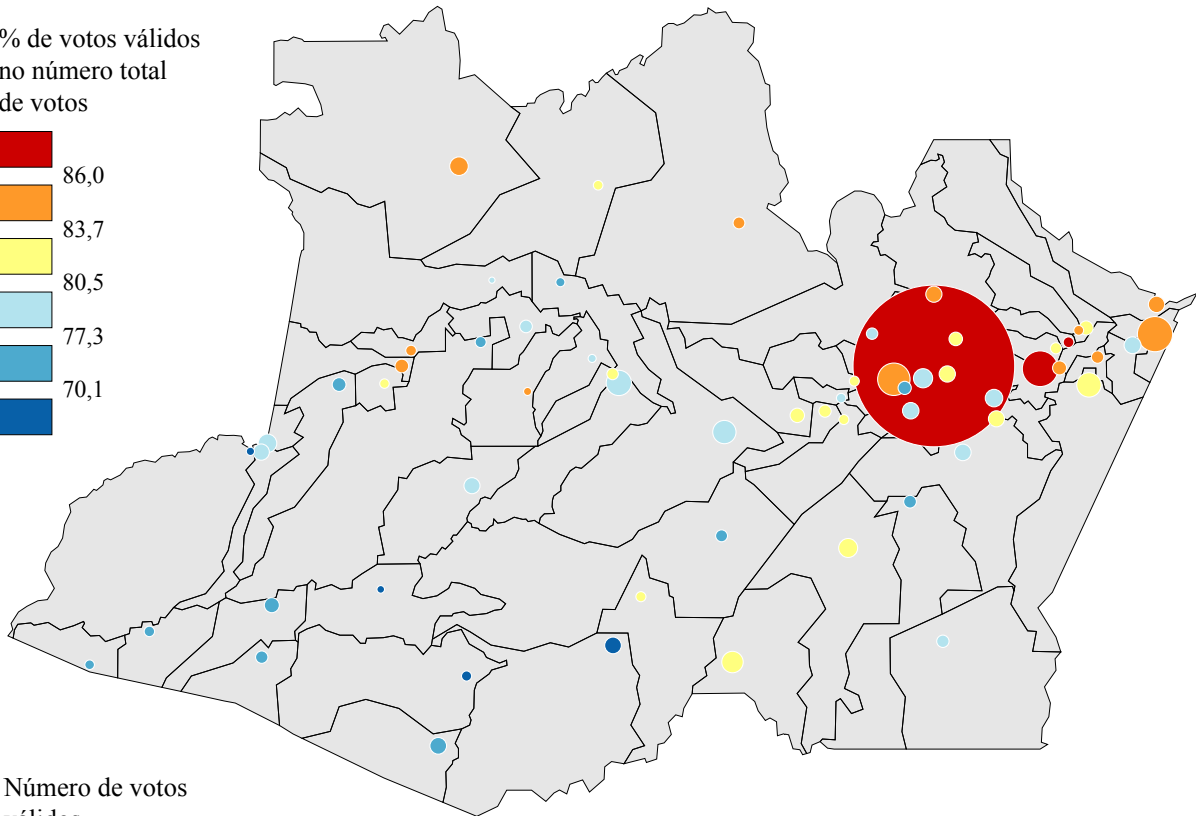 % de votos válidos
no número total
de votos
86,0
83,7
80,5
77,3
70,1
Número de votos
válidos